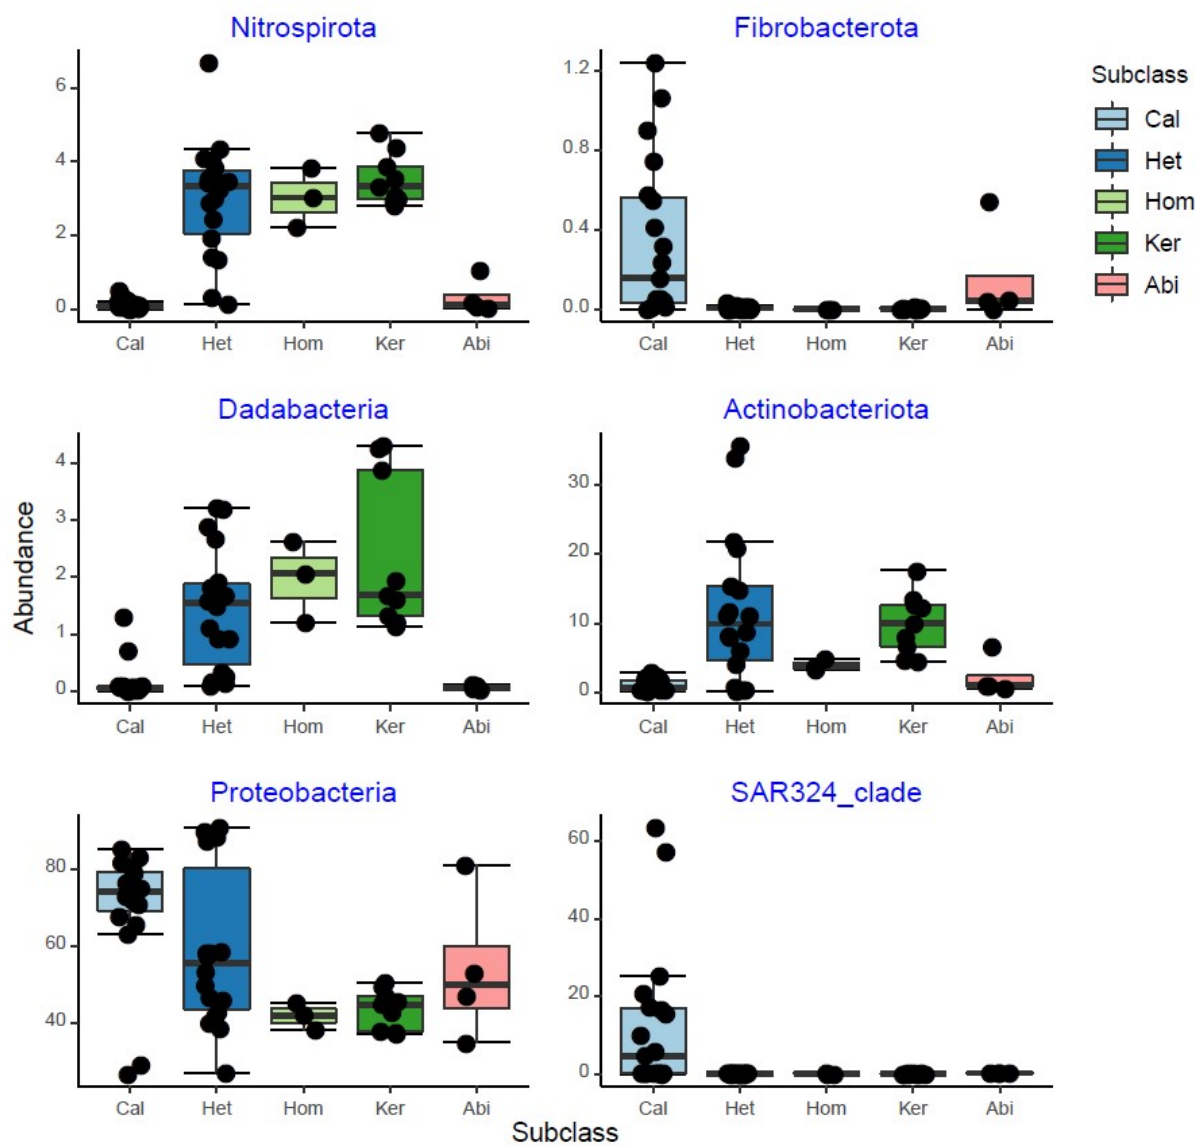 Nitrospirota
6
4
2
0
Cal Het Hom Ker Abi
Fibrobacterota
1.2
0.8
0.4
0.0
Cal Het Hom Ker Abi
Subclass
Cal
Het
Hom
Ker
Abi
Abundance
Dadabacteria
4
3
2
1
0
Cal Het Hom Ker Abi
Actinobacteriota
30
20
10
0
Cal Het Hom Ker Abi
Proteobacteria
80
60
40
Cal Het Hom Ker Abi
SAR324_clade
60
40
20
0
Cal Het Hom Ker Abi
Subclass